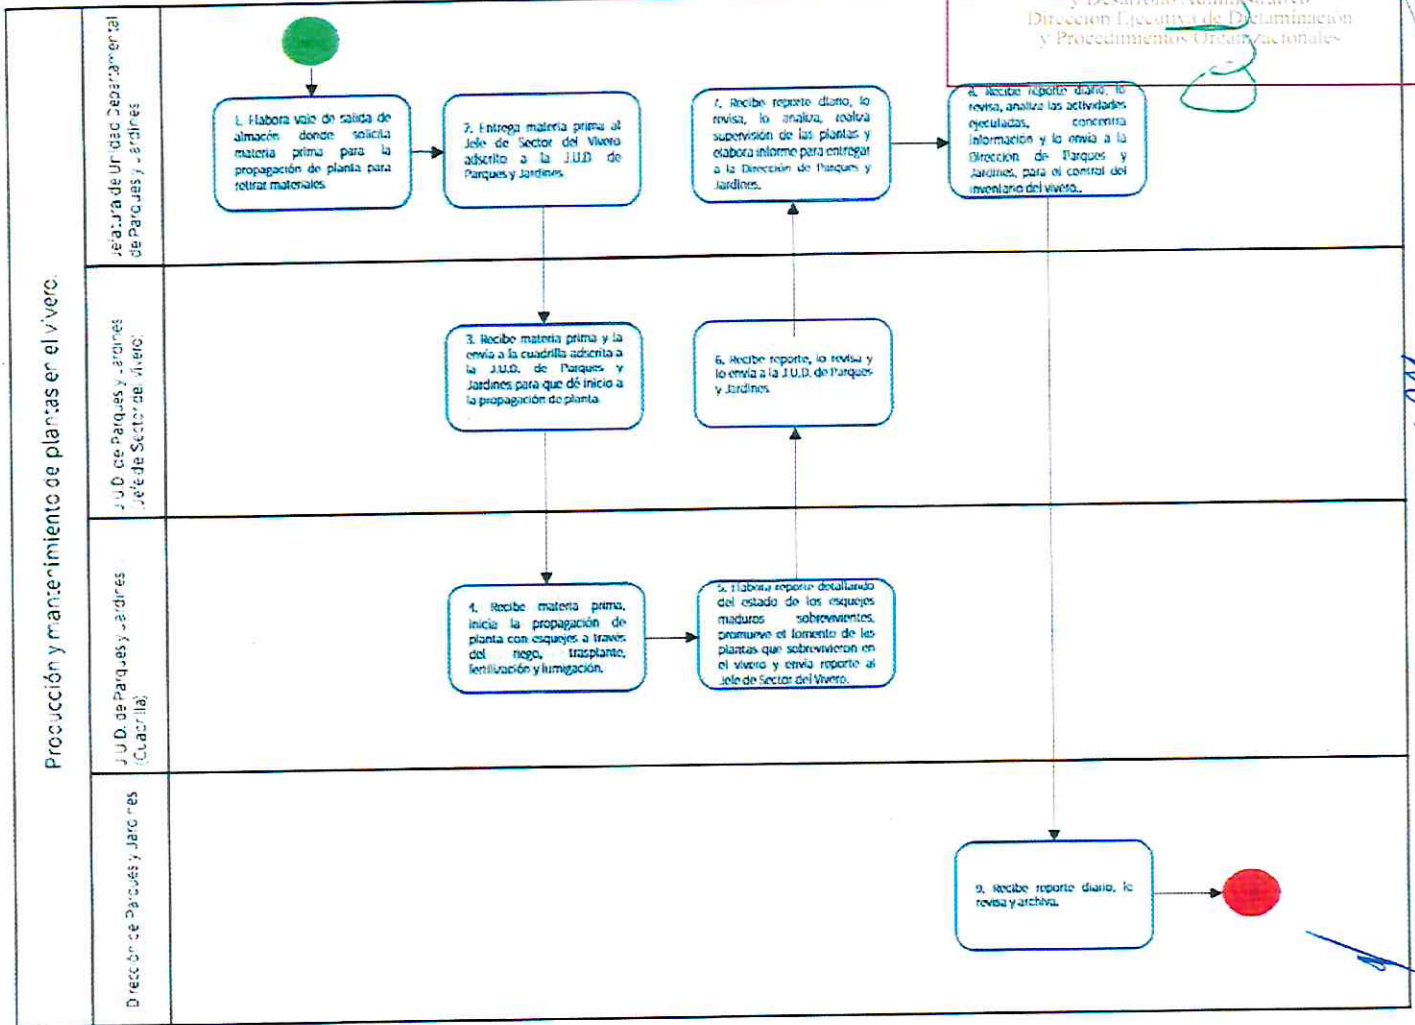 y Desarrollo Administrativo
Dirección Ejecutiva de Dictaminación
y Procedimientos Organizacionales
Producción y mantenimiento de plantas en el vivero.
Jefatura de Unidad Departamental
de Parques y Jardines
1. Elabora vale de salida de
almacén donde solicita
materia prima para la
propagación de planta para
retirar materiales.
2. Entrega materia prima al
Jefe de Sector del Vivero
adscrito a la J.U.D de
Parques y Jardines.
7. Recibe reporte diario, lo
revisa, lo analiza, realiza
supervisión de las plantas y
elabora informe para entregar
a la Dirección de Parques y
Jardines.
8. Recibe reporte diario, lo
revisa, analiza las actividades
ejecutadas, concentra
información y lo envía a la
Dirección de Parques y
Jardines, para el control del
inventario del vivero..
J.U.D. de Parques y Jardines
(Jefe de Sector del Vivero)
3. Recibe materia prima y la
envía a la cuadrilla adscrita a
la J.U.D. de Parques y
Jardines para que dé inicio a
la propagación de planta.
6. Recibe reporte, lo revisa y
lo envía a la J.U.D. de Parques
y Jardines.
J.U.D. de Parques y Jardines
(Cuadrilla)
4. Recibe materia prima,
inicia la propagación de
planta con esquejes a través
del riego, trasplante,
fertilización y fumigación.
5. Elabora reporte detallando
del estado de los esquejes
maduros sobrevivientes,
promueve el fomento de las
plantas que sobrevivieron en
el vivero y envía reporte al
Jefe de Sector del Vivero.
Dirección de Parques y Jardines
9. Recibe reporte diario, lo
revisa y archiva.